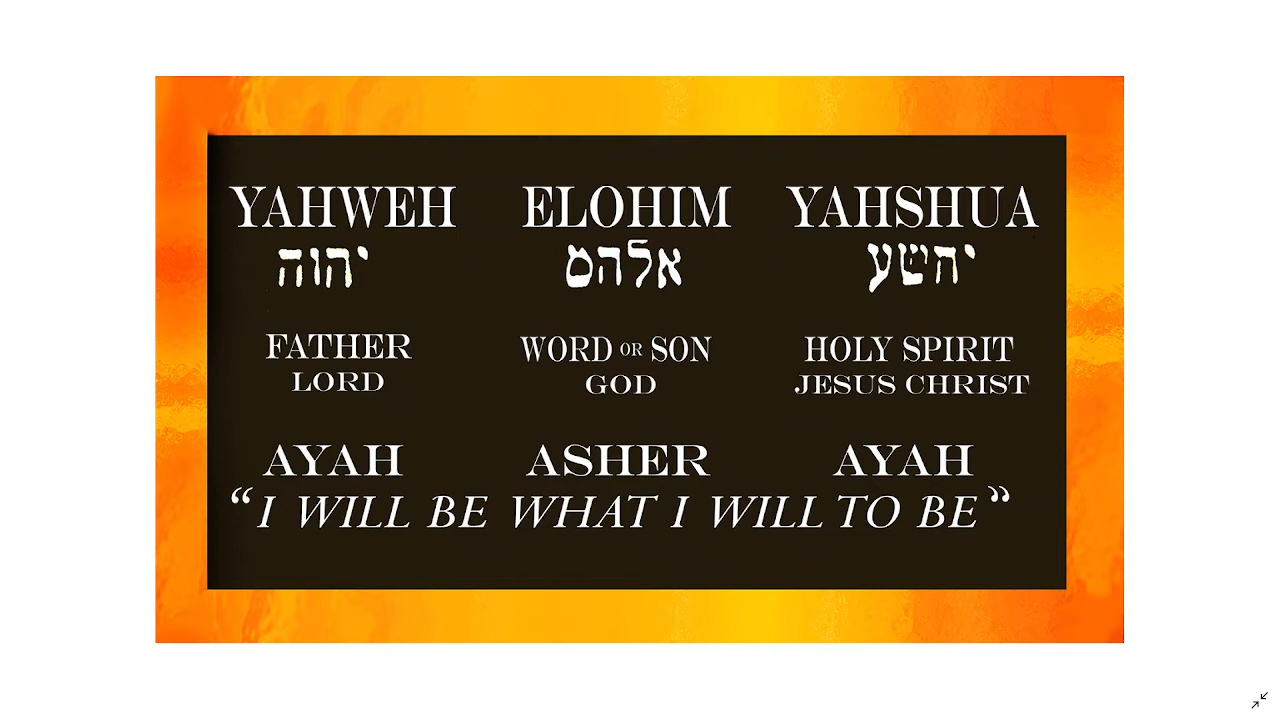 YAHWEH ELOHIM YAHSHUA
יהוה אלהם יהשע
FATHER WORD OR SON HOLY SPIRIT
LORD GOD JESUS CHRIST
AYAH ASHER AYAH
“I WILL BE WHAT I WILL TO BE”